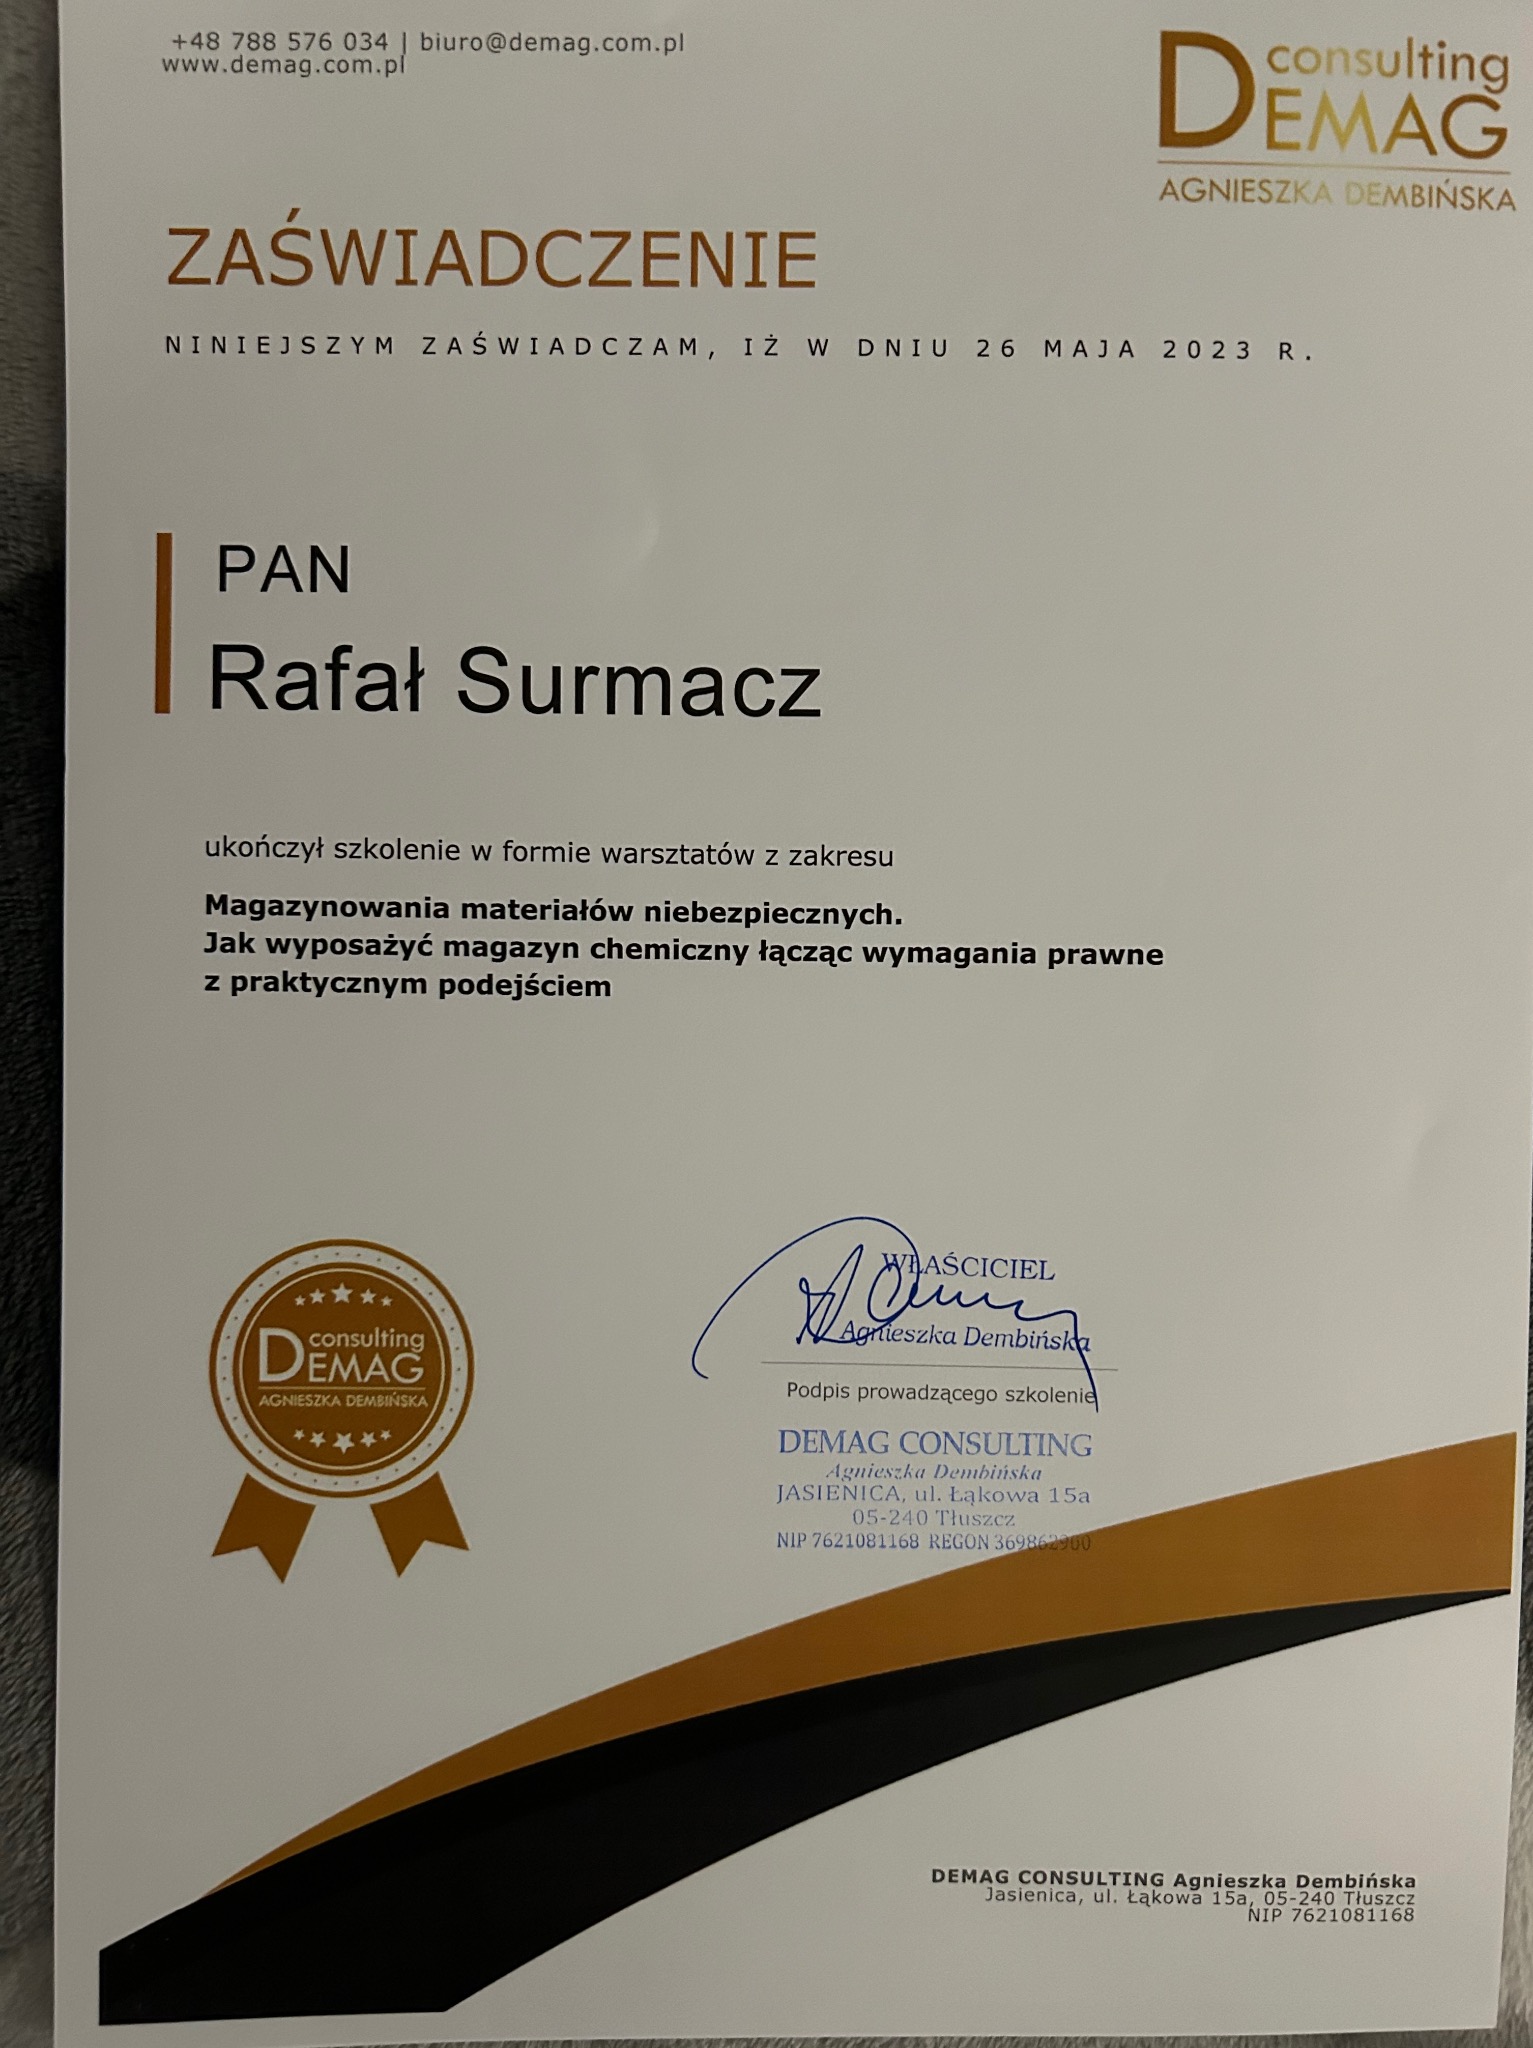 +48 788 576 034 | biuro@demag.com.pl
www.demag.com.pl
consulting
DEMAG
AGNIESZKA DEMBIŃSKA
ZAŚWIADCZENIE
NINIEJSZYM ZAŚWIADCZAM, IŻ W DNIU 26 MAJA 2023 R.
PAN
Rafał Surmacz
ukończył szkolenie w formie warsztatów z zakresu
Magazynowania materiałów niebezpiecznych.
Jak wyposażyć magazyn chemiczny łącząc wymagania prawne
z praktycznym podejściem
consulting
DEMAG
AGNIESZKA DEMBIŃSKA
WŁAŚCICIEL
Agnieszka Dembińska
Podpis prowadzącego szkolenie
DEMAG CONSULTING
Agnieszka Dembińska
JASIENICA, ul. Łąkowa 15a
05-240 Tłuszcz
NIP 7621081168 REGON 369862900
DEMAG CONSULTING Agnieszka Dembińska
Jasienica, ul. Łąkowa 15a, 05-240 Tłuszcz
NIP 7621081168